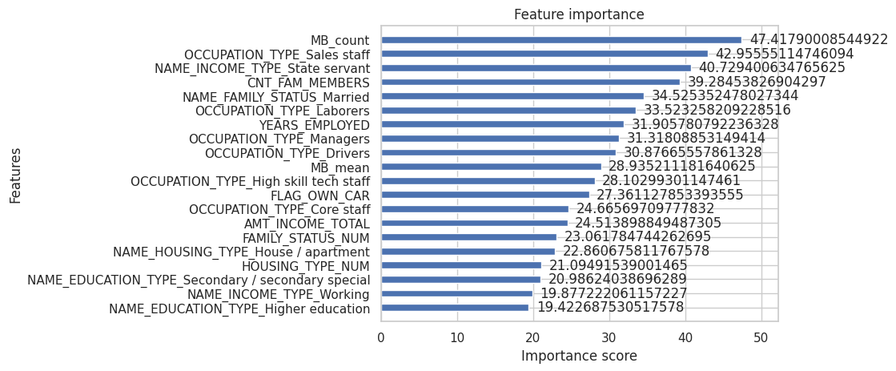 Feature importance
MB_count 47.41790008544922
OCCUPATION_TYPE_Sales staff 42.95555114746094
NAME_INCOME_TYPE_State servant 40.729400634765625
CNT_FAM_MEMBERS 39.28453826904297
NAME_FAMILY_STATUS_Married 34.525352478027344
OCCUPATION_TYPE_Laborers 33.523258209228516
YEARS_EMPLOYED 31.905780792236328
OCCUPATION_TYPE_Managers 31.31808853149414
OCCUPATION_TYPE_Drivers 30.87665557861328
MB_mean 28.935211181640625
OCCUPATION_TYPE_High skill tech staff 28.10299301147461
FLAG_OWN_CAR 27.361127853393555
OCCUPATION_TYPE_Core staff 24.66569709777832
AMT_INCOME_TOTAL 24.513898849487305
FAMILY_STATUS_NUM 23.061784744262695
NAME_HOUSING_TYPE_House / apartment 22.860675811767578
HOUSING_TYPE_NUM 21.09491539001465
NAME_EDUCATION_TYPE_Secondary / secondary special 20.98624038696289
NAME_INCOME_TYPE_Working 19.877222061157227
NAME_EDUCATION_TYPE_Higher education 19.422687530517578
Features
0 10 20 30 40 50
Importance score